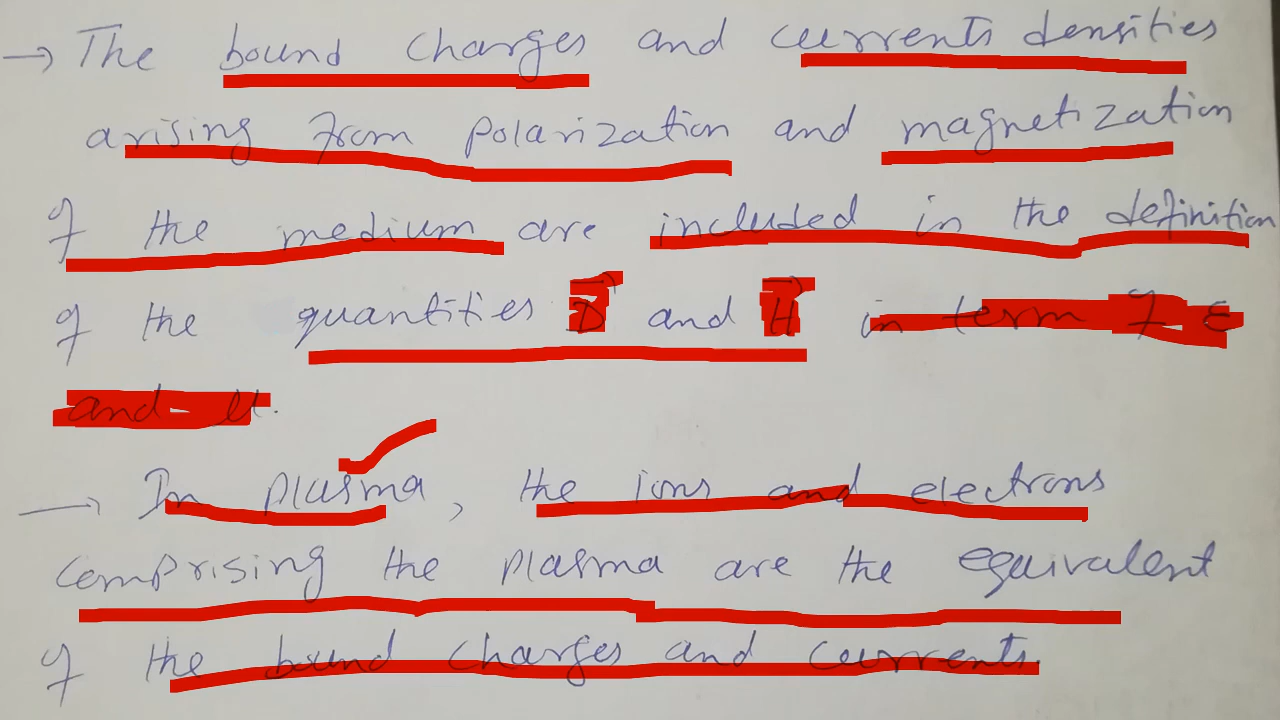 → The bound charges and currents densities
arising from polarization and magnetization
of the medium are included in the definition
of the quantities D and H in term of ε
and μ.
→ In plasma, the ions and electrons
comprising the plasma are the equivalent
of the bound charges and currents.